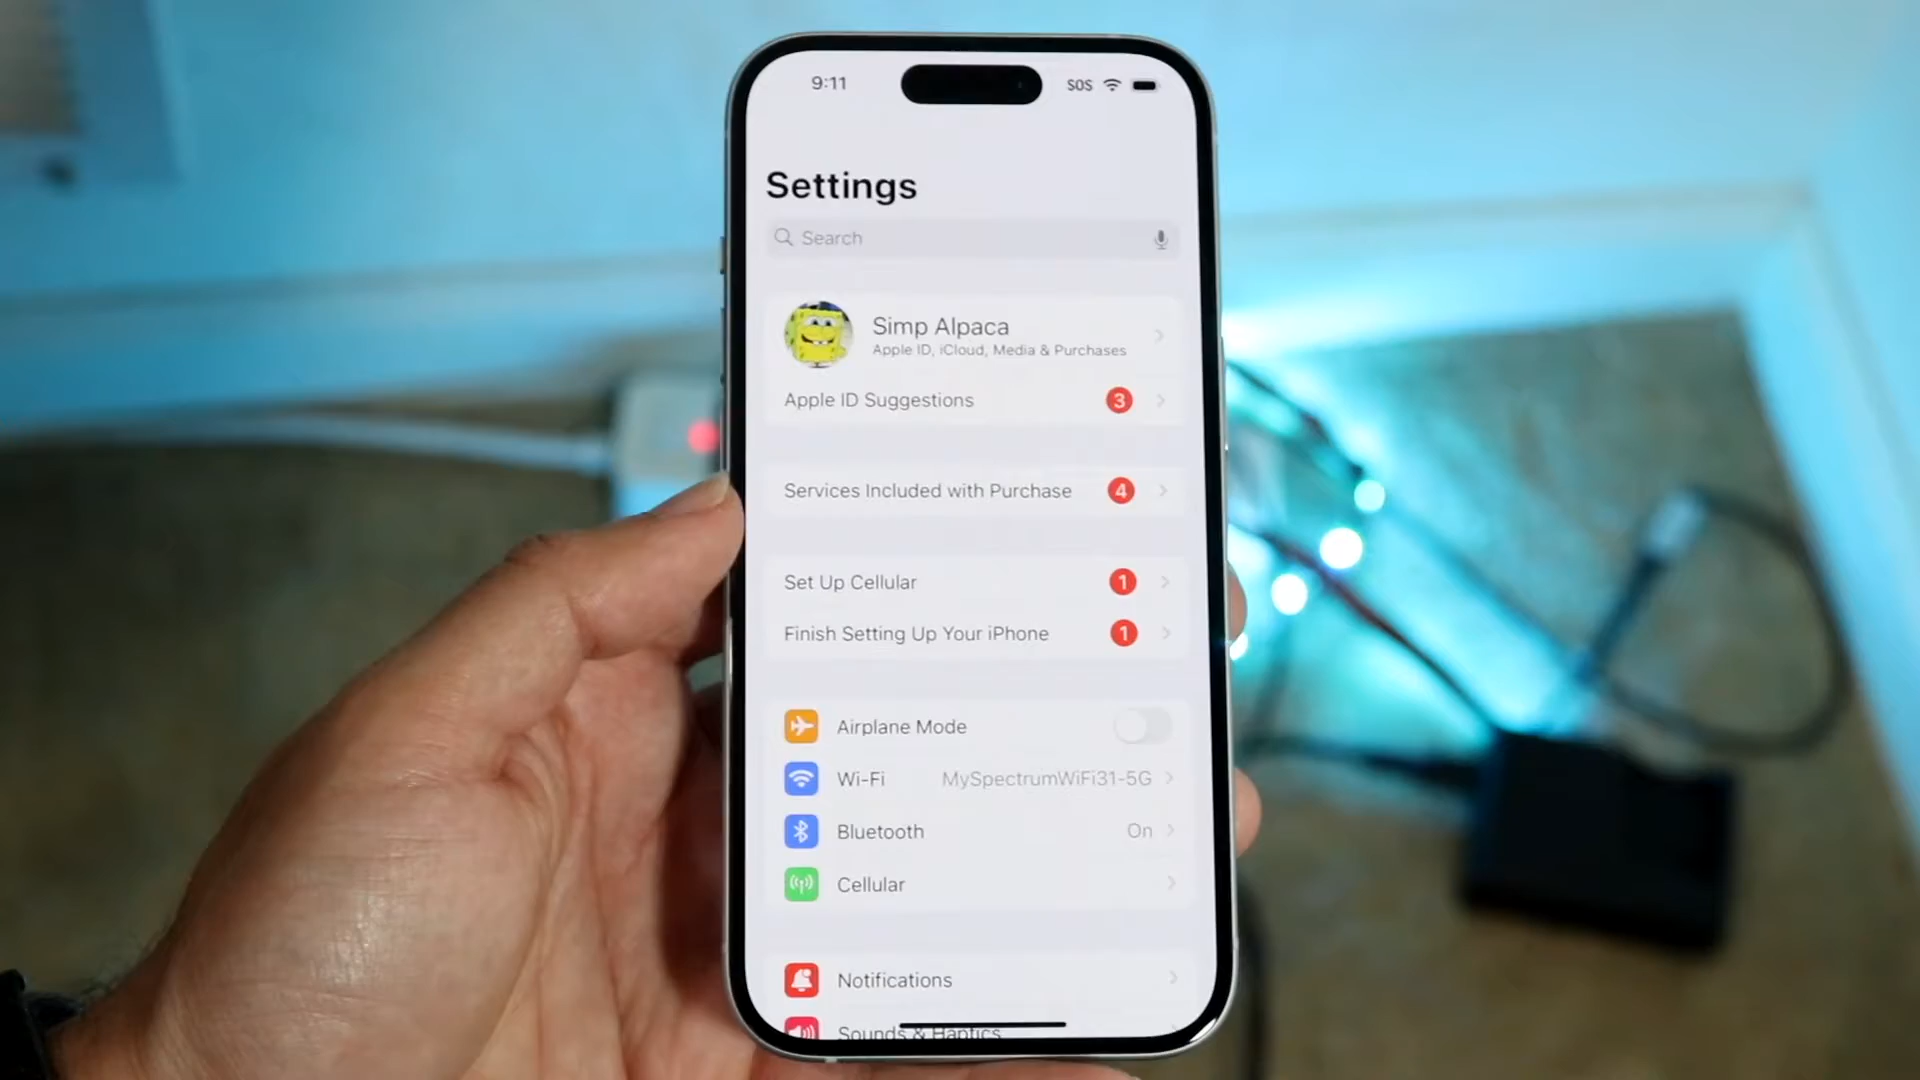 9:11 SOS
Settings
Search
Simp Alpaca
Apple ID, iCloud, Media & Purchases
Apple ID Suggestions 3
Services Included with Purchase 4
Set Up Cellular 1
Finish Setting Up Your iPhone 1
Airplane Mode
Wi-Fi MySpectrumWiFi31-5G
Bluetooth On
Cellular
Notifications
Sounds & Haptics